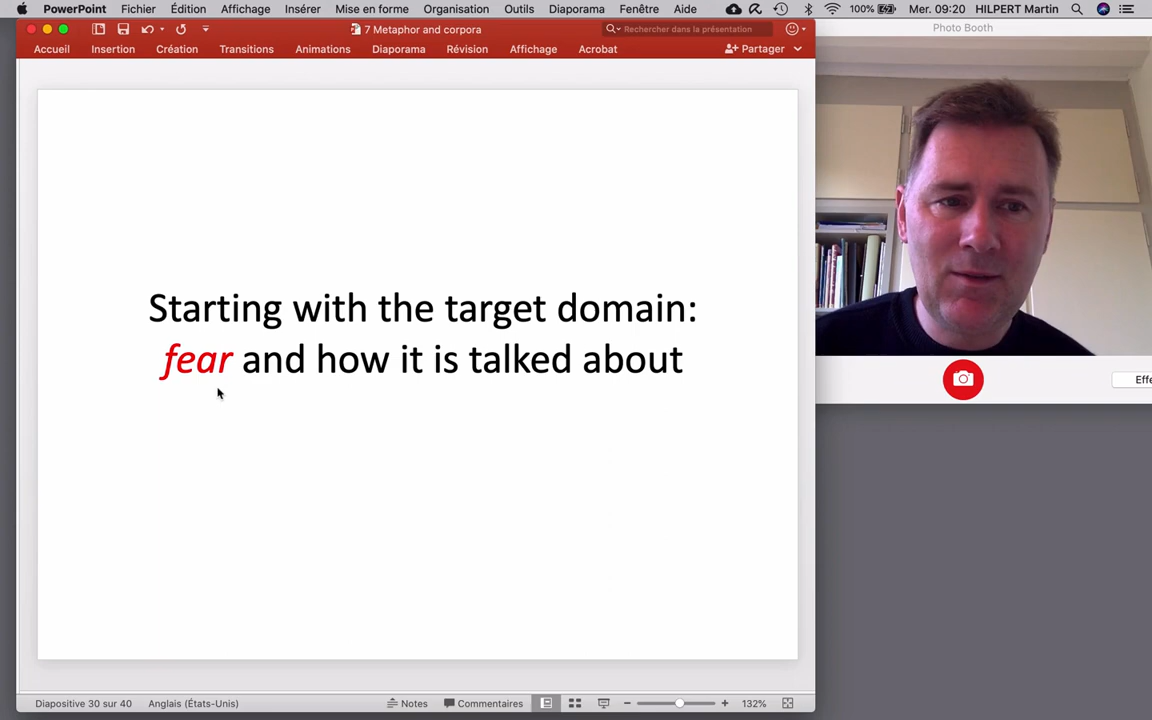 PowerPoint Fichier Édition Affichage Insérer Mise en forme Organisation Outils Diaporama Fenêtre Aide 100% Mer. 09:20 HILPERT Martin
7 Metaphor and corpora
Rechercher dans la présentation
Photo Booth
Accueil Insertion Création Transitions Animations Diaporama Révision Affichage Acrobat Partager
Starting with the target domain:
fear and how it is talked about
Effe
Diapositive 30 sur 40 Anglais (États-Unis) Notes Commentaires 132%